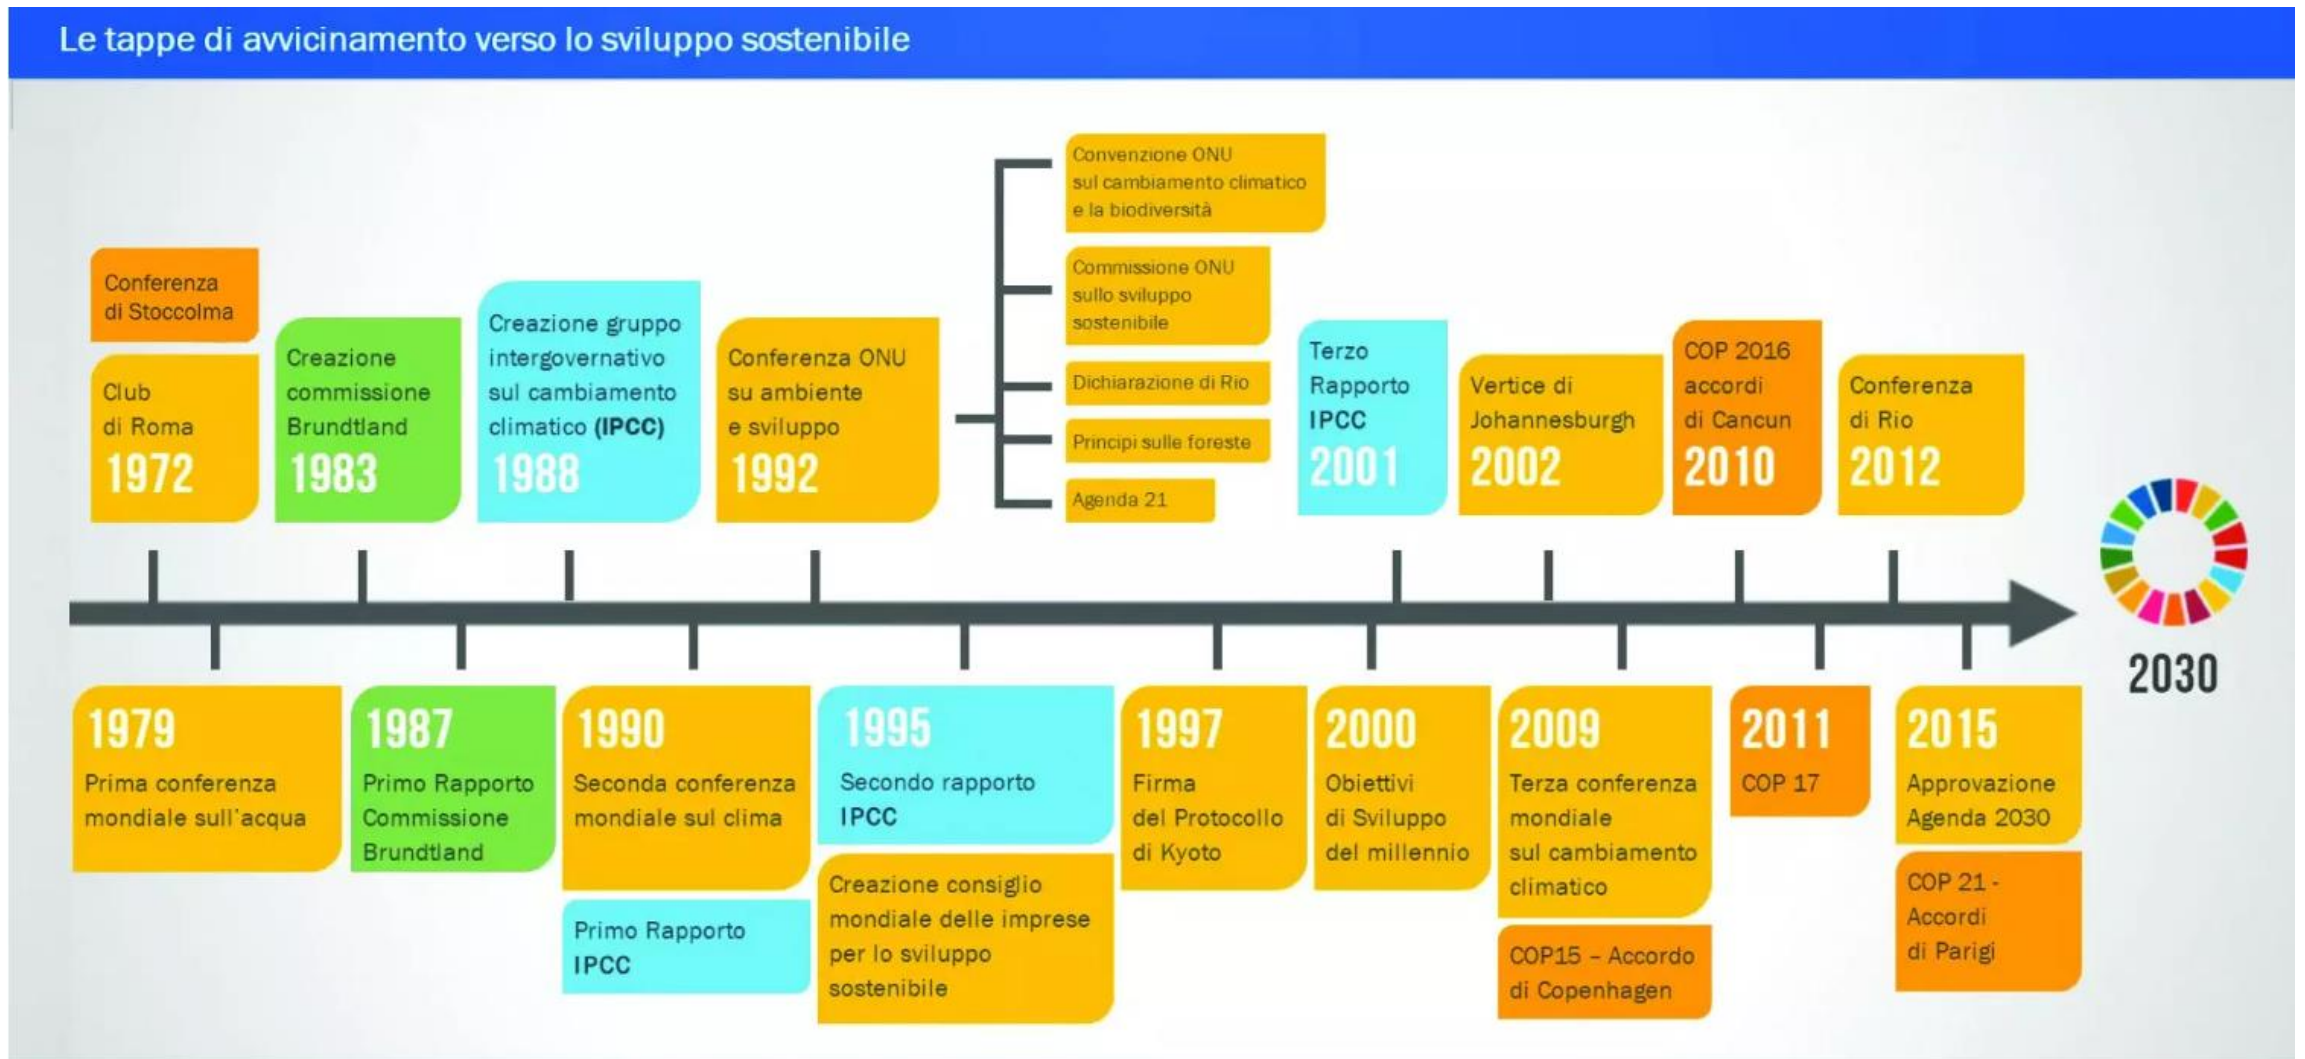 Le tappe di avvicinamento verso lo sviluppo sostenibile
Conferenza
di Stoccolma
Club
di Roma
1972
Creazione
commissione
Brundtland
1983
Creazione gruppo
intergovernativo
sul cambiamento
climatico (IPCC)
1988
Conferenza ONU
su ambiente
e sviluppo
1992
Convenzione ONU
sul cambiamento climatico
e la biodiversità
Commissione ONU
sullo sviluppo
sostenibile
Dichiarazione di Rio
Principi sulle foreste
Agenda 21
Terzo
Rapporto
IPCC
2001
Vertice di
Johannesburgh
2002
COP 2016
accordi
di Cancun
2010
Conferenza
di Rio
2012
2030
1979
Prima conferenza
mondiale sull'acqua
1987
Primo Rapporto
Commissione
Brundtland
1990
Seconda conferenza
mondiale sul clima
Primo Rapporto
IPCC
1995
Secondo rapporto
IPCC
Creazione consiglio
mondiale delle imprese
per lo sviluppo
sostenibile
1997
Firma
del Protocollo
di Kyoto
2000
Obiettivi
di Sviluppo
del millennio
2009
Terza conferenza
mondiale
sul cambiamento
climatico
COP15 – Accordo
di Copenhagen
2011
COP 17
2015
Approvazione
Agenda 2030
COP 21 -
Accordi
di Parigi